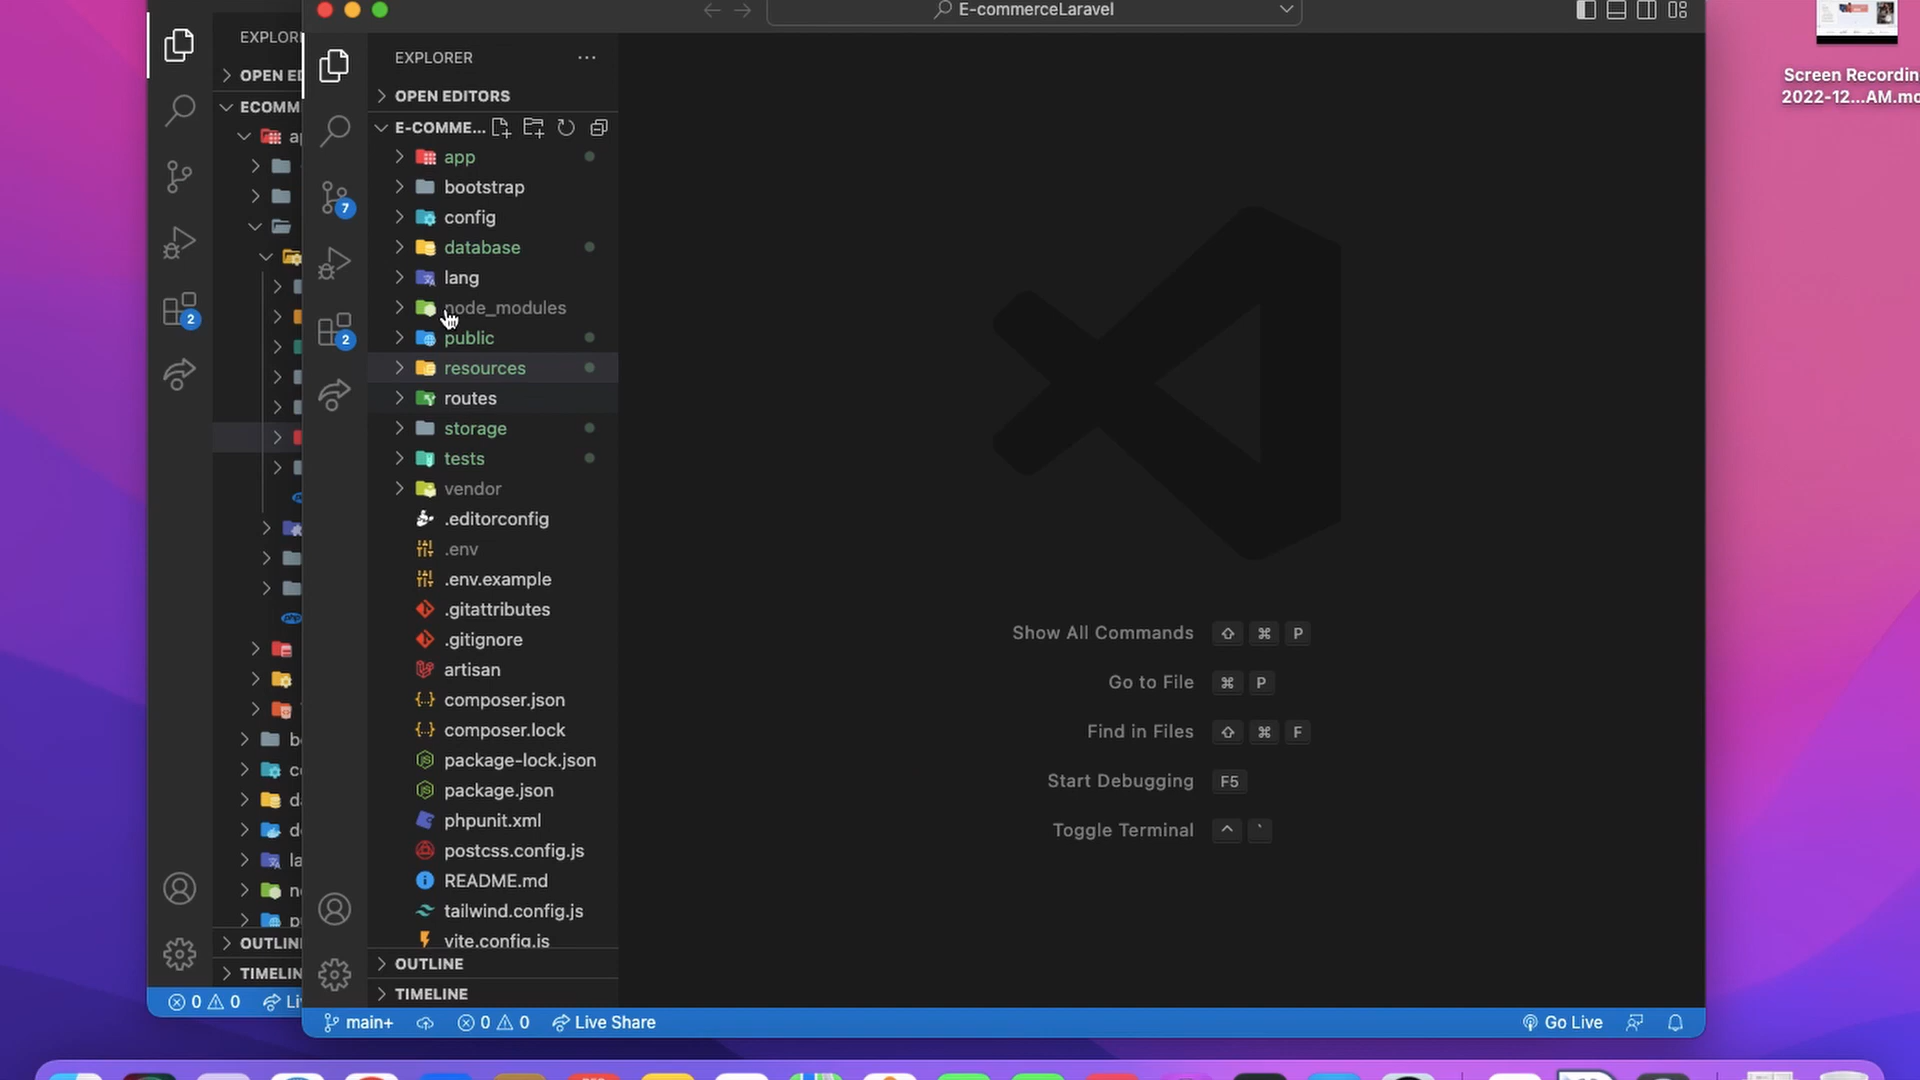 E-commerceLaravel
EXPLORER
OPEN EDITORS
E-COMME...
app
bootstrap
config
database
lang
node_modules
public
resources
routes
storage
tests
vendor
.editorconfig
.env
.env.example
.gitattributes
.gitignore
artisan
composer.json
composer.lock
package-lock.json
package.json
phpunit.xml
postcss.config.js
README.md
tailwind.config.js
vite.config.js
OUTLINE
TIMELINE
7
2
main+
0 0
Live Share
Go Live
Show All Commands ⇧ ⌘ P
Go to File ⌘ P
Find in Files ⇧ ⌘ F
Start Debugging F5
Toggle Terminal ^ `
EXPLOR
OPEN E
ECOMM
2
OUTLIN
TIMELIN
0 0
Screen Recordin
2022-12...AM.mo